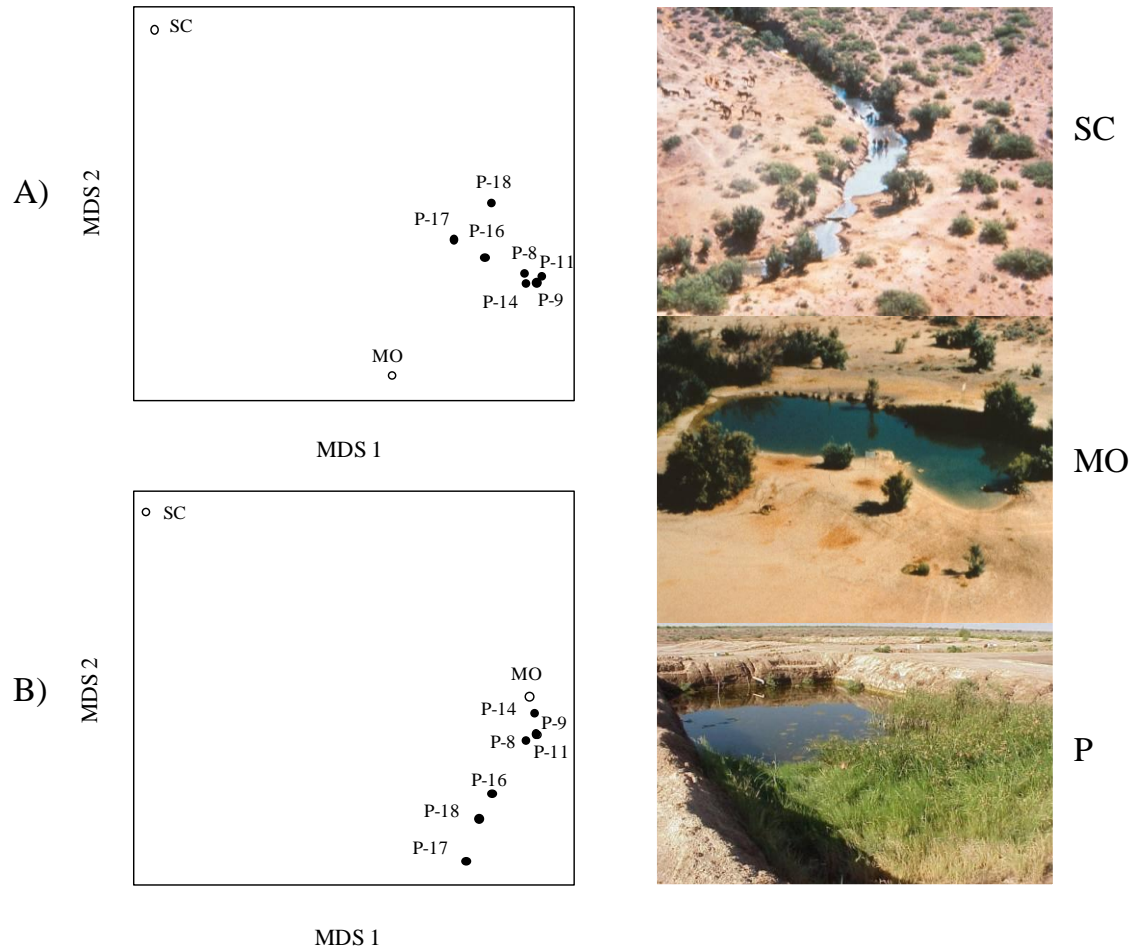 A)
MDS 2
SC
P-18
P-17
P-16
P-8
P-11
P-14
P-9
MO
MDS 1
B)
MDS 2
SC
MO
P-14
P-9
P-8
P-11
P-16
P-18
P-17
MDS 1
SC
MO
P